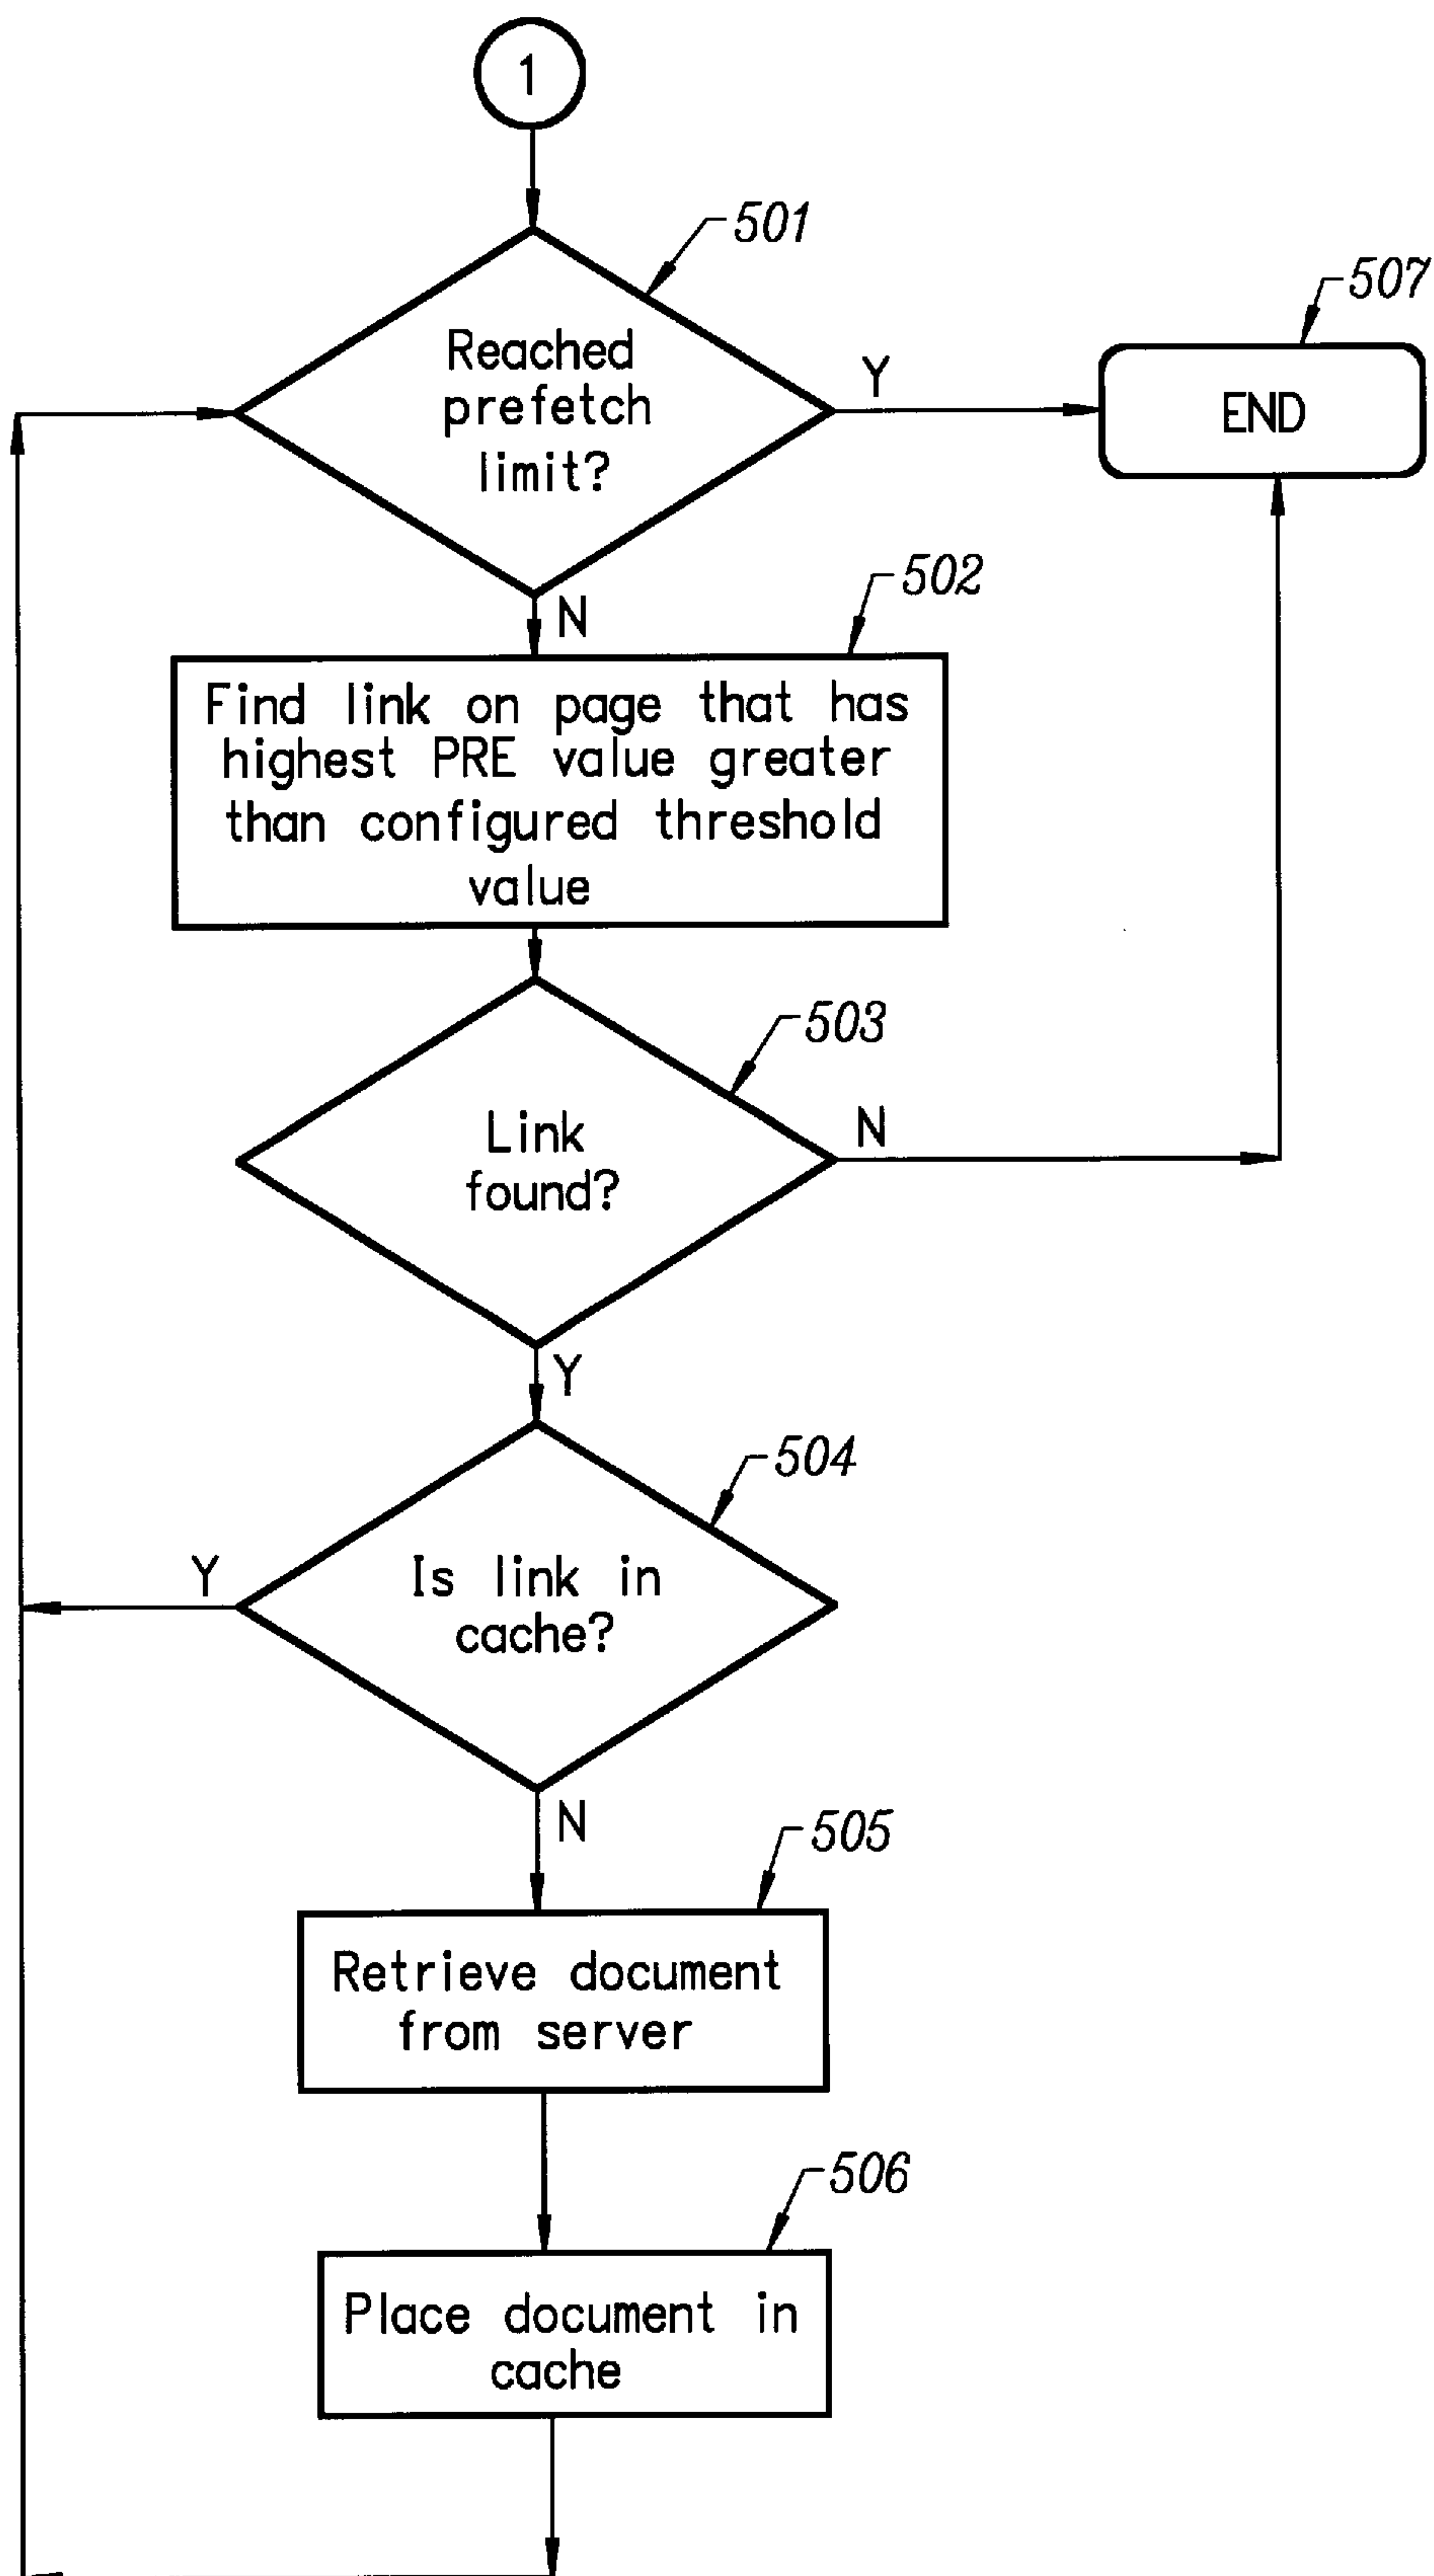 1
501
Reached
prefetch
limit?
Y
507
END
N
502
Find link on page that has
highest PRE value greater
than configured threshold
value
503
Link
found?
N
Y
504
Is link in
cache?
Y
N
505
Retrieve document
from server
506
Place document in
cache